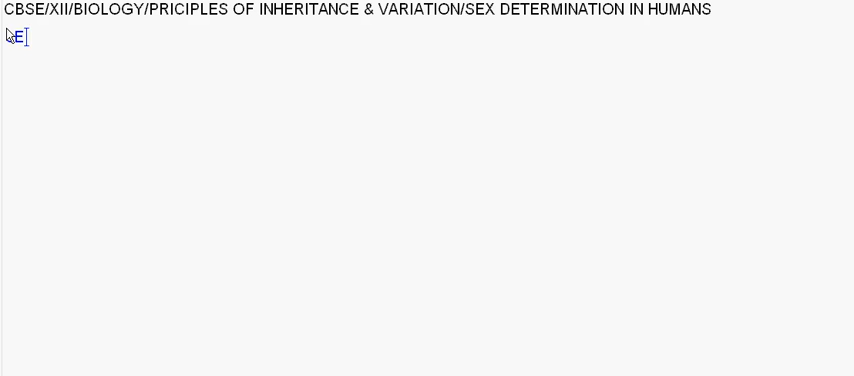 CBSE/XII/BIOLOGY/PRICIPLES OF INHERITANCE & VARIATION/SEX DETERMINATION IN HUMANS